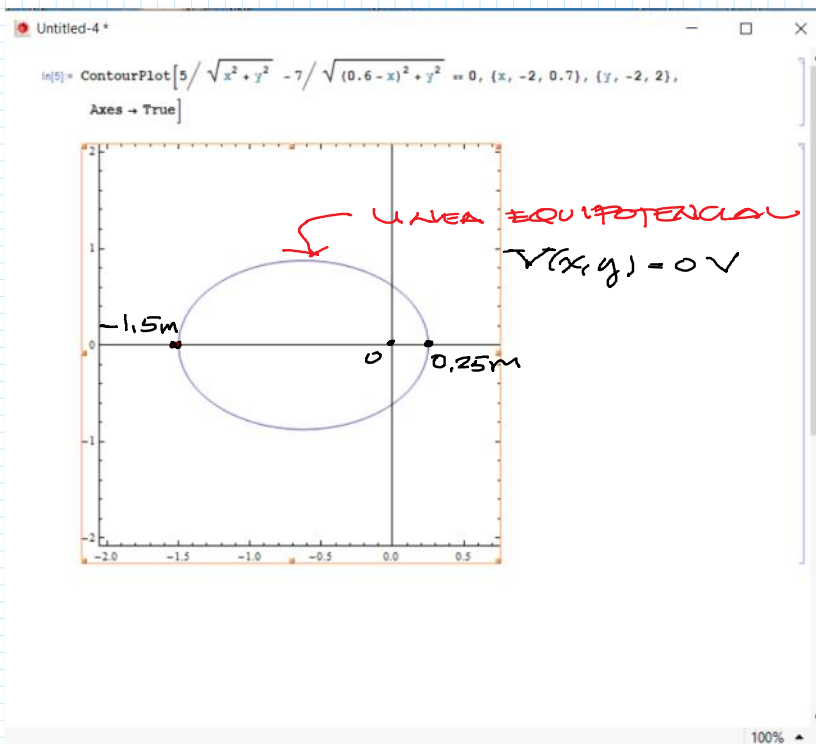 Untitled-4 *
In[5]:= ContourPlot[5/√x² + y² - 7/√(0.6 - x)² + y² == 0, {x, -2, 0.7}, {y, -2, 2},
Axes → True]
2
LINEA EQUIPOTENCIAL
1
V(x, y) = 0 V
-1.5m
0
0
0.25m
-1
-2
-2.0 -1.5 -1.0 -0.5 0.0 0.5
100%